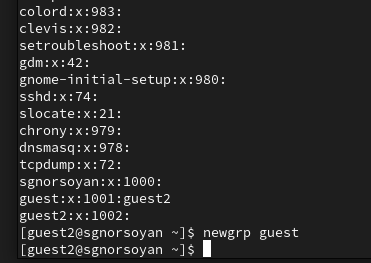 colord:x:983:
clevis:x:982:
setroubleshoot:x:981:
gdm:x:42:
gnome-initial-setup:x:980:
sshd:x:74:
slocate:x:21:
chrony:x:979:
dnsmasq:x:978:
tcpdump:x:72:
sgnorsoyan:x:1000:
guest:x:1001:guest2
guest2:x:1002:
[guest2@sgnorsoyan ~]$ newgrp guest
[guest2@sgnorsoyan ~]$